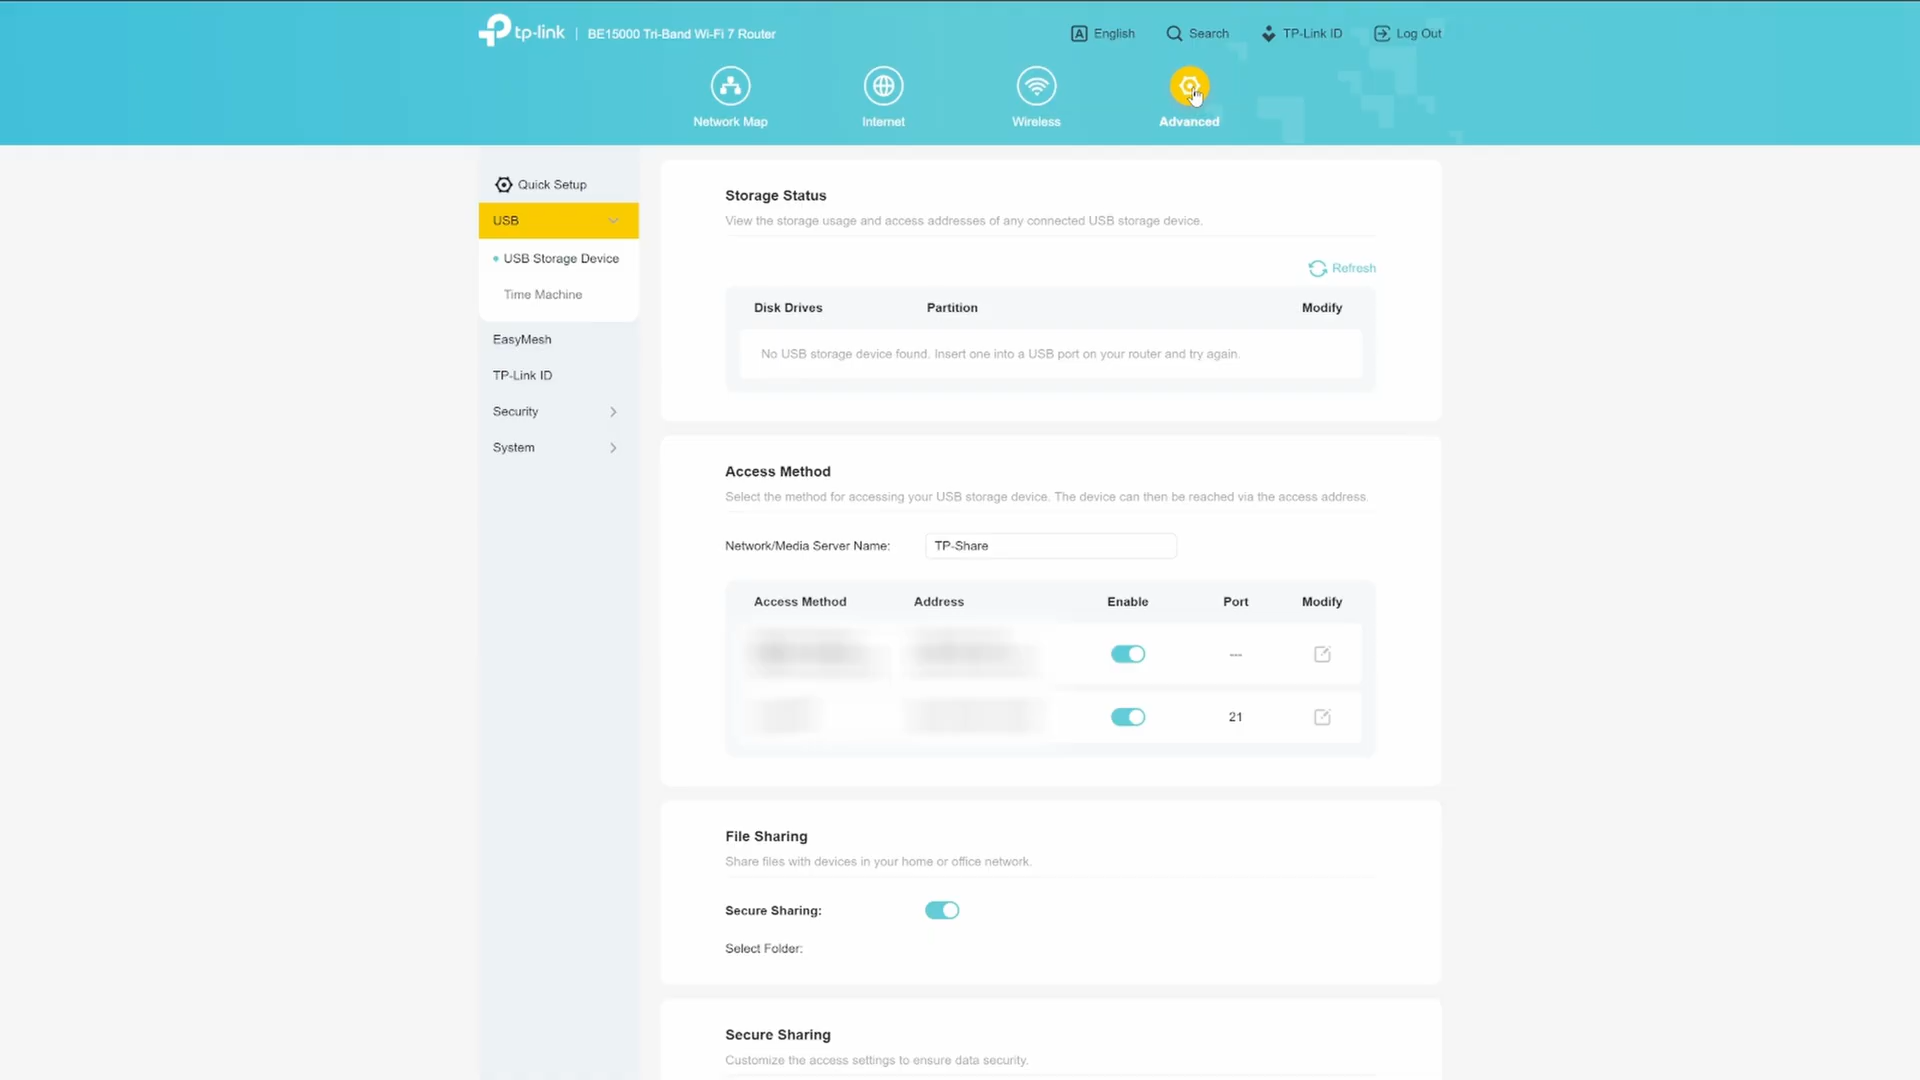 tp-link | BE15000 Tri-Band Wi-Fi 7 Router
A English
Search
TP-Link ID
Log Out
Network Map
Internet
Wireless
Advanced
Quick Setup
USB
USB Storage Device
Time Machine
EasyMesh
TP-Link ID
Security
System
Storage Status
View the storage usage and access addresses of any connected USB storage device.
Refresh
Disk Drives Partition Modify
No USB storage device found. Insert one into a USB port on your router and try again.
Access Method
Select the method for accessing your USB storage device. The device can then be reached via the access address.
Network/Media Server Name: TP-Share
Access Method Address Enable Port Modify
---
21
File Sharing
Share files with devices in your home or office network.
Secure Sharing:
Select Folder:
Secure Sharing
Customize the access settings to ensure data security.